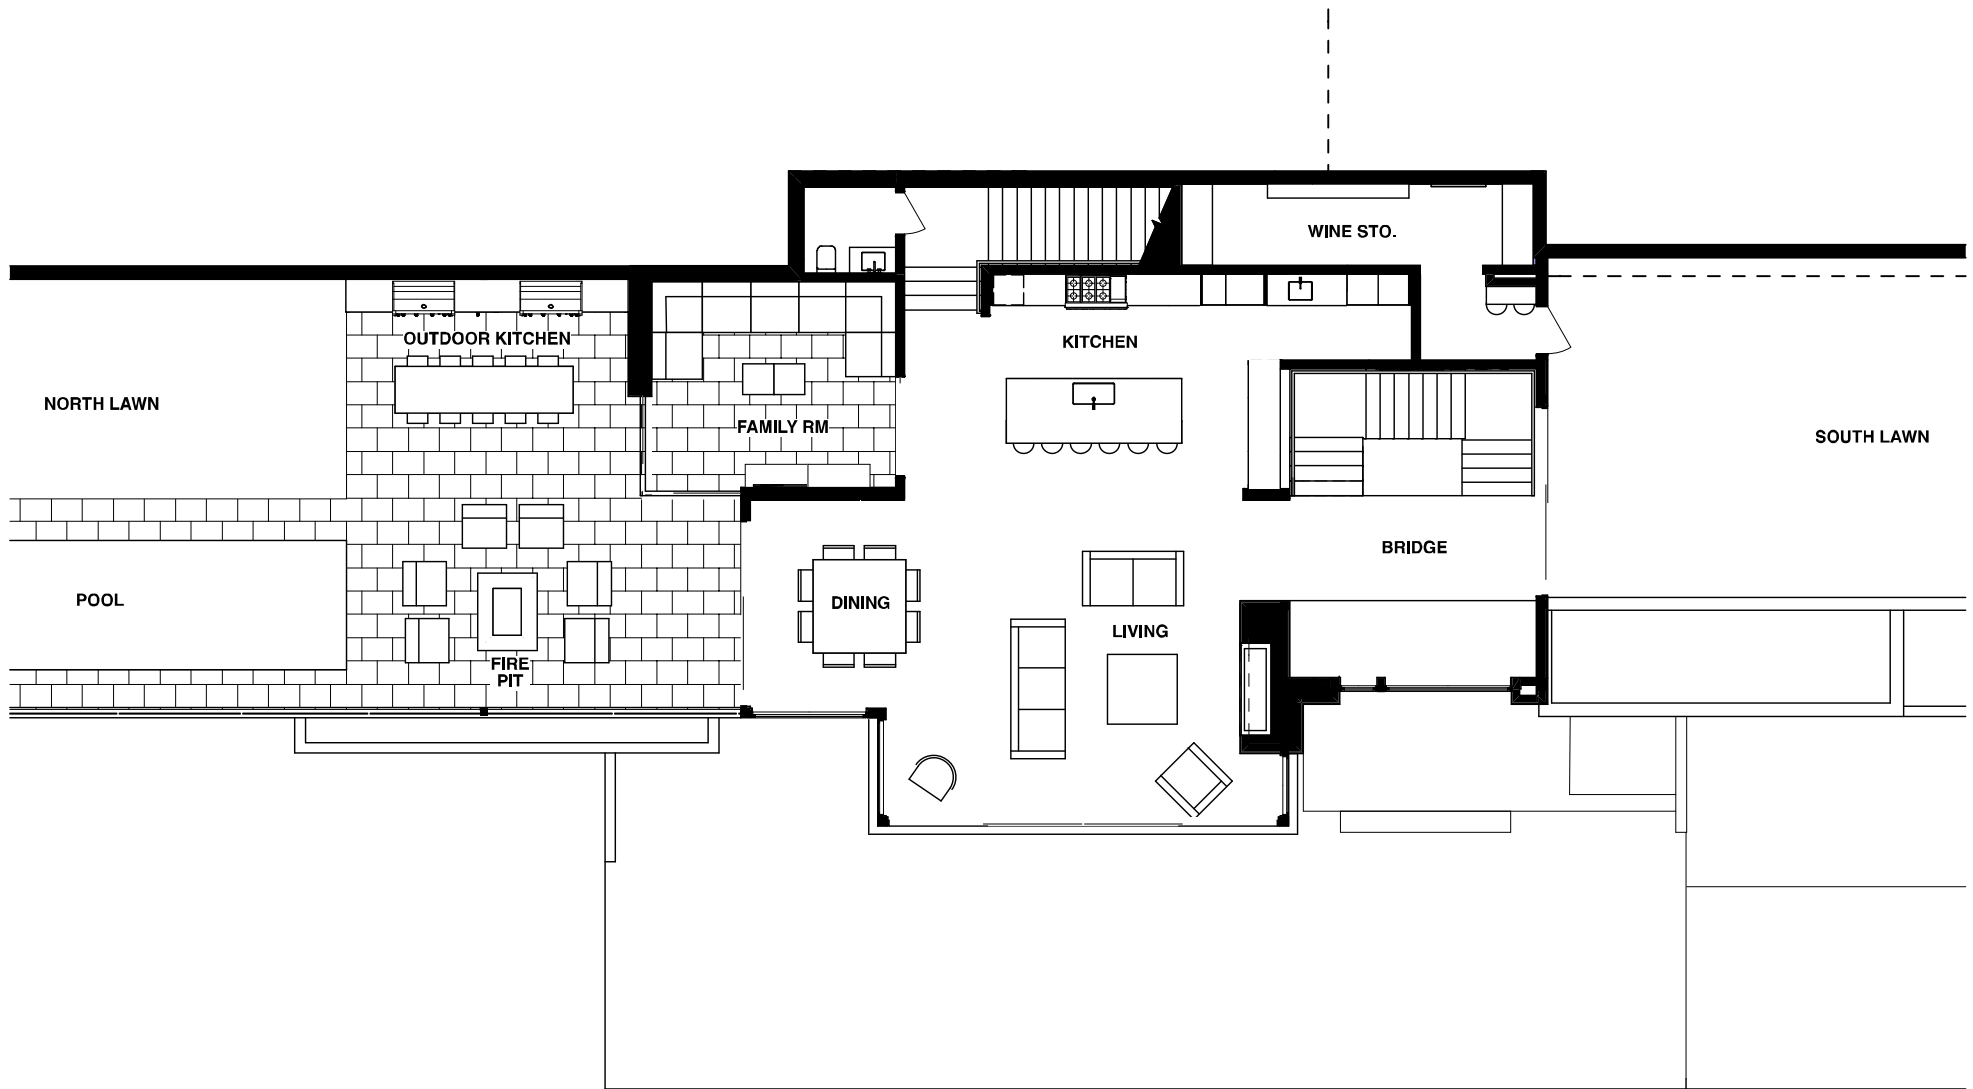 WINE STO.
OUTDOOR KITCHEN
KITCHEN
NORTH LAWN
FAMILY RM
SOUTH LAWN
BRIDGE
POOL
DINING
LIVING
FIRE
PIT